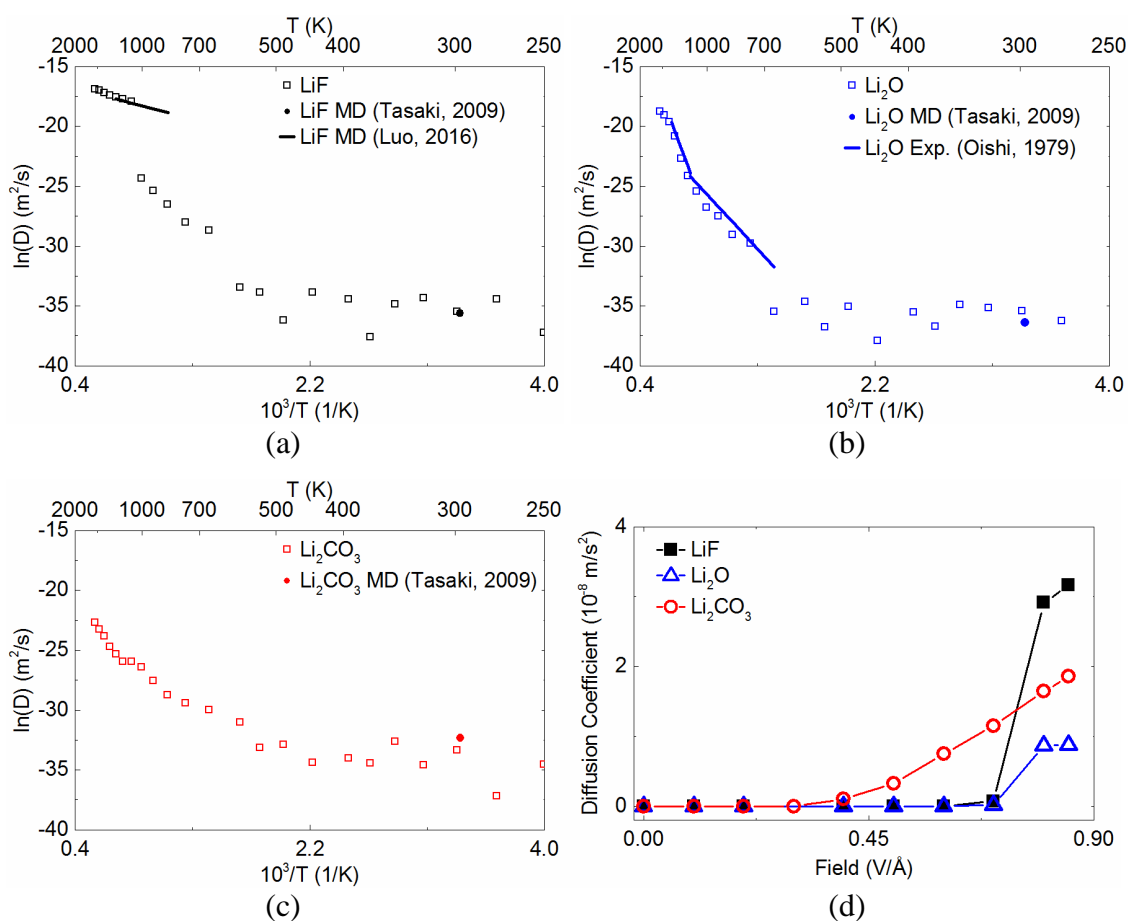 T (K)
2000 1000 700 500 400 300 250
-15
-20
-25
-30
-35
-40
ln(D) (m²/s)
LiF
LiF MD (Tasaki, 2009)
LiF MD (Luo, 2016)
0.4 2.2 4.0
10³/T (1/K)
(a)
T (K)
2000 1000 700 500 400 300 250
-15
-20
-25
-30
-35
-40
ln(D) (m²/s)
Li₂O
Li₂O MD (Tasaki, 2009)
Li₂O Exp. (Oishi, 1979)
0.4 2.2 4.0
10³/T (1/K)
(b)
T (K)
2000 1000 700 500 400 300 250
-15
-20
-25
-30
-35
-40
ln(D) (m²/s)
Li₂CO₃
Li₂CO₃ MD (Tasaki, 2009)
0.4 2.2 4.0
10³/T (1/K)
(c)
4
2
0
Diffusion Coefficient (10⁻⁸ m/s²)
LiF
Li₂O
Li₂CO₃
0.00 0.45 0.90
Field (V/Å)
(d)